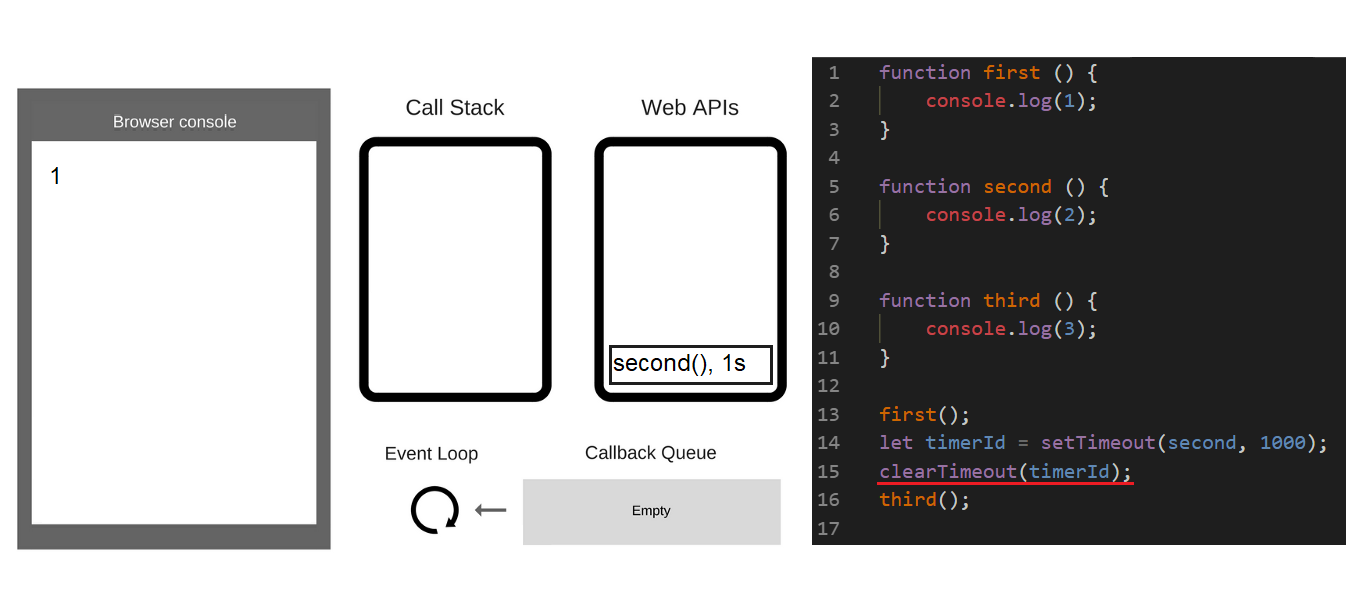 Browser console
1
Call Stack
Web APIs
second(), 1s
Event Loop
Callback Queue
Empty
1 function first () {
2 console.log(1);
3 }
4
5 function second () {
6 console.log(2);
7 }
8
9 function third () {
10 console.log(3);
11 }
12
13 first();
14 let timerId = setTimeout(second, 1000);
15 clearTimeout(timerId);
16 third();
17